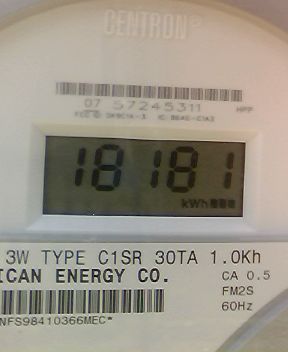 CENTRON®
07 57245311 HPP
18181
kWh
3W TYPE C1SR 30TA 1.0Kh
ICAN ENERGY CO.
CA 0.5
FM2S
60Hz
NFS98410366MEC*